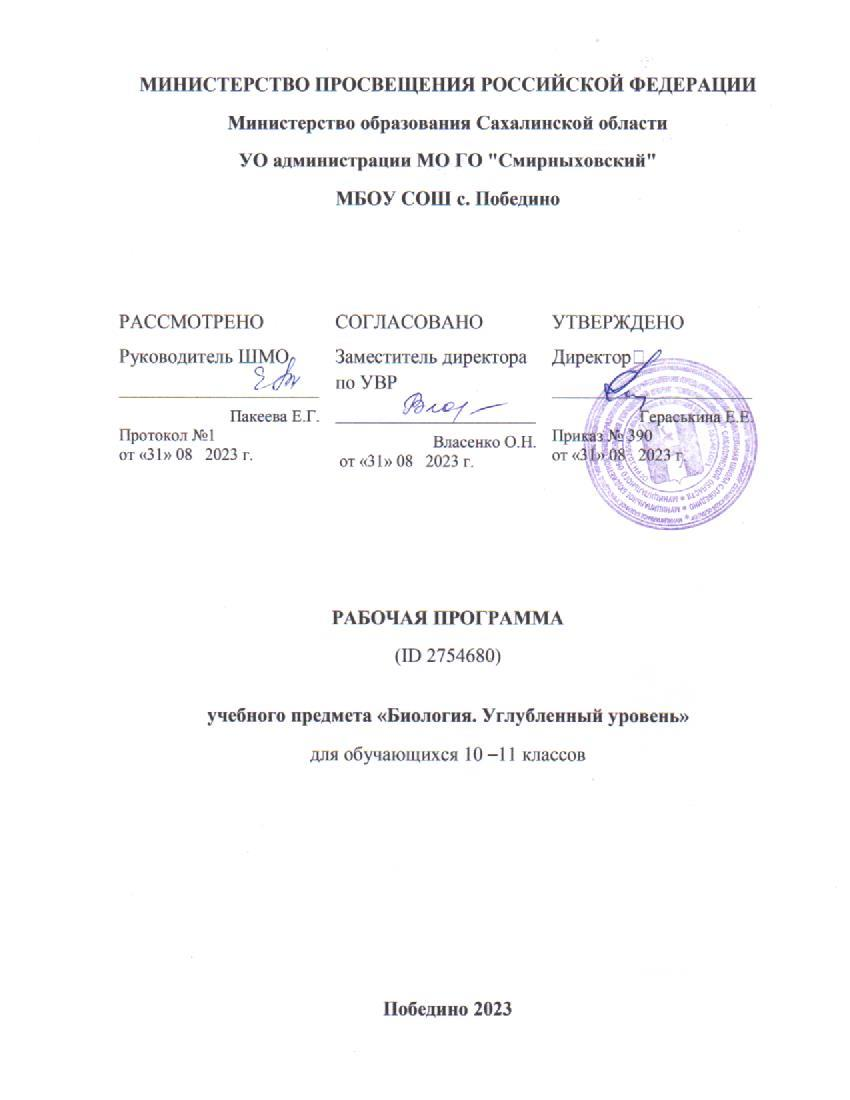 МИНИСТЕРСТВО ПРОСВЕЩЕНИЯ РОССИЙСКОЙ ФЕДЕРАЦИИ
Министерство образования Сахалинской области
УО администрации МО ГО "Смирныховский"
МБОУ СОШ с. Победино
РАССМОТРЕНО
Руководитель ШМО
Пакеева Е.Г.
Протокол №1
от «31» 08 2023 г.
СОГЛАСОВАНО
Заместитель директора
по УВР
Власенко О.Н.
от «31» 08 2023 г.
УТВЕРЖДЕНО
Директор
Гераськина Е.Е.
Приказ № 390
от «31» 08 2023 г.
РАБОЧАЯ ПРОГРАММА
(ID 2754680)
учебного предмета «Биология. Углубленный уровень»
для обучающихся 10 –11 классов
Победино 2023